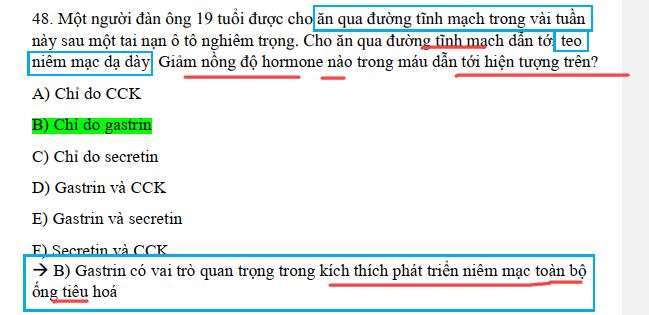 48. Một người đàn ông 19 tuổi được cho ăn qua đường tĩnh mạch trong vài tuần
này sau một tai nạn ô tô nghiêm trọng. Cho ăn qua đường tĩnh mạch dẫn tới teo
niêm mạc dạ dày Giảm nồng độ hormone nào trong máu dẫn tới hiện tượng trên?
A) Chỉ do CCK
B) Chỉ do gastrin
C) Chỉ do secretin
D) Gastrin và CCK
E) Gastrin và secretin
F) Secretin và CCK
→ B) Gastrin có vai trò quan trọng trong kích thích phát triển niêm mạc toàn bộ
ống tiêu hoá